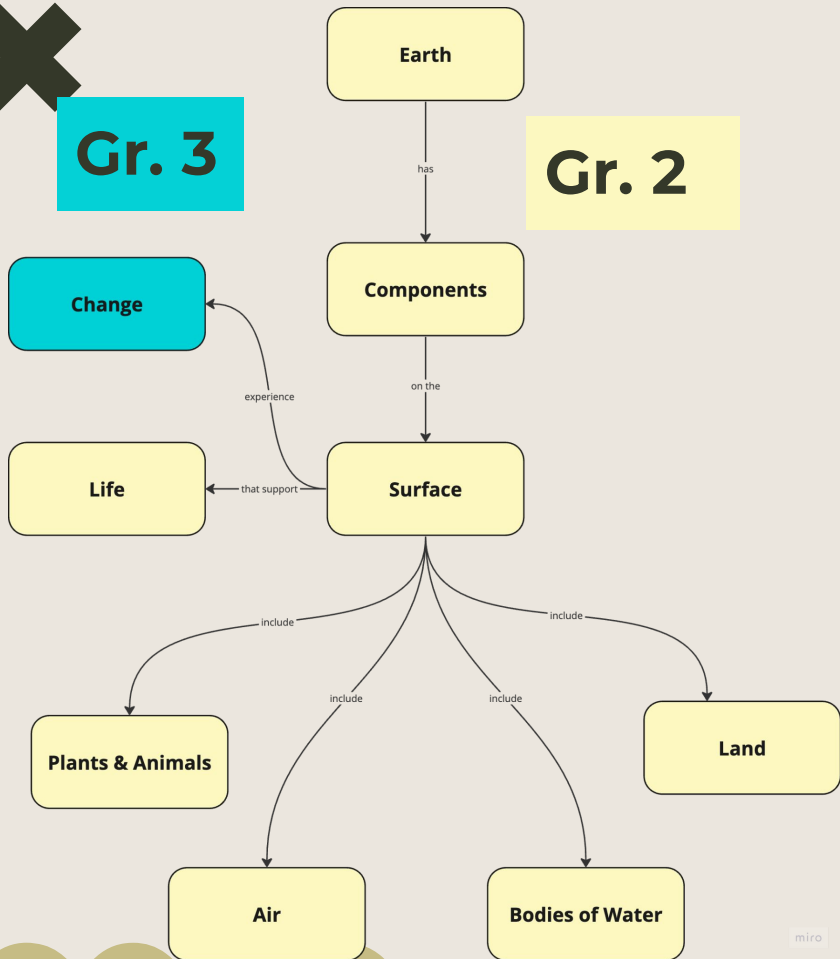 Earth
Gr. 3
Gr. 2
has
Components
Change
on the
experience
Life
that support
Surface
include
include
include
include
Plants & Animals
Land
Air
Bodies of Water
miro